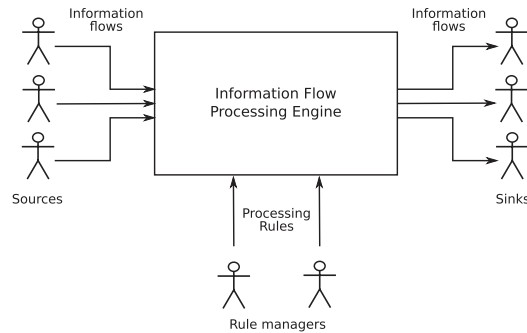 Information
flows
Information
flows
Information Flow
Processing Engine
Sources
Sinks
Processing
Rules
Rule managers